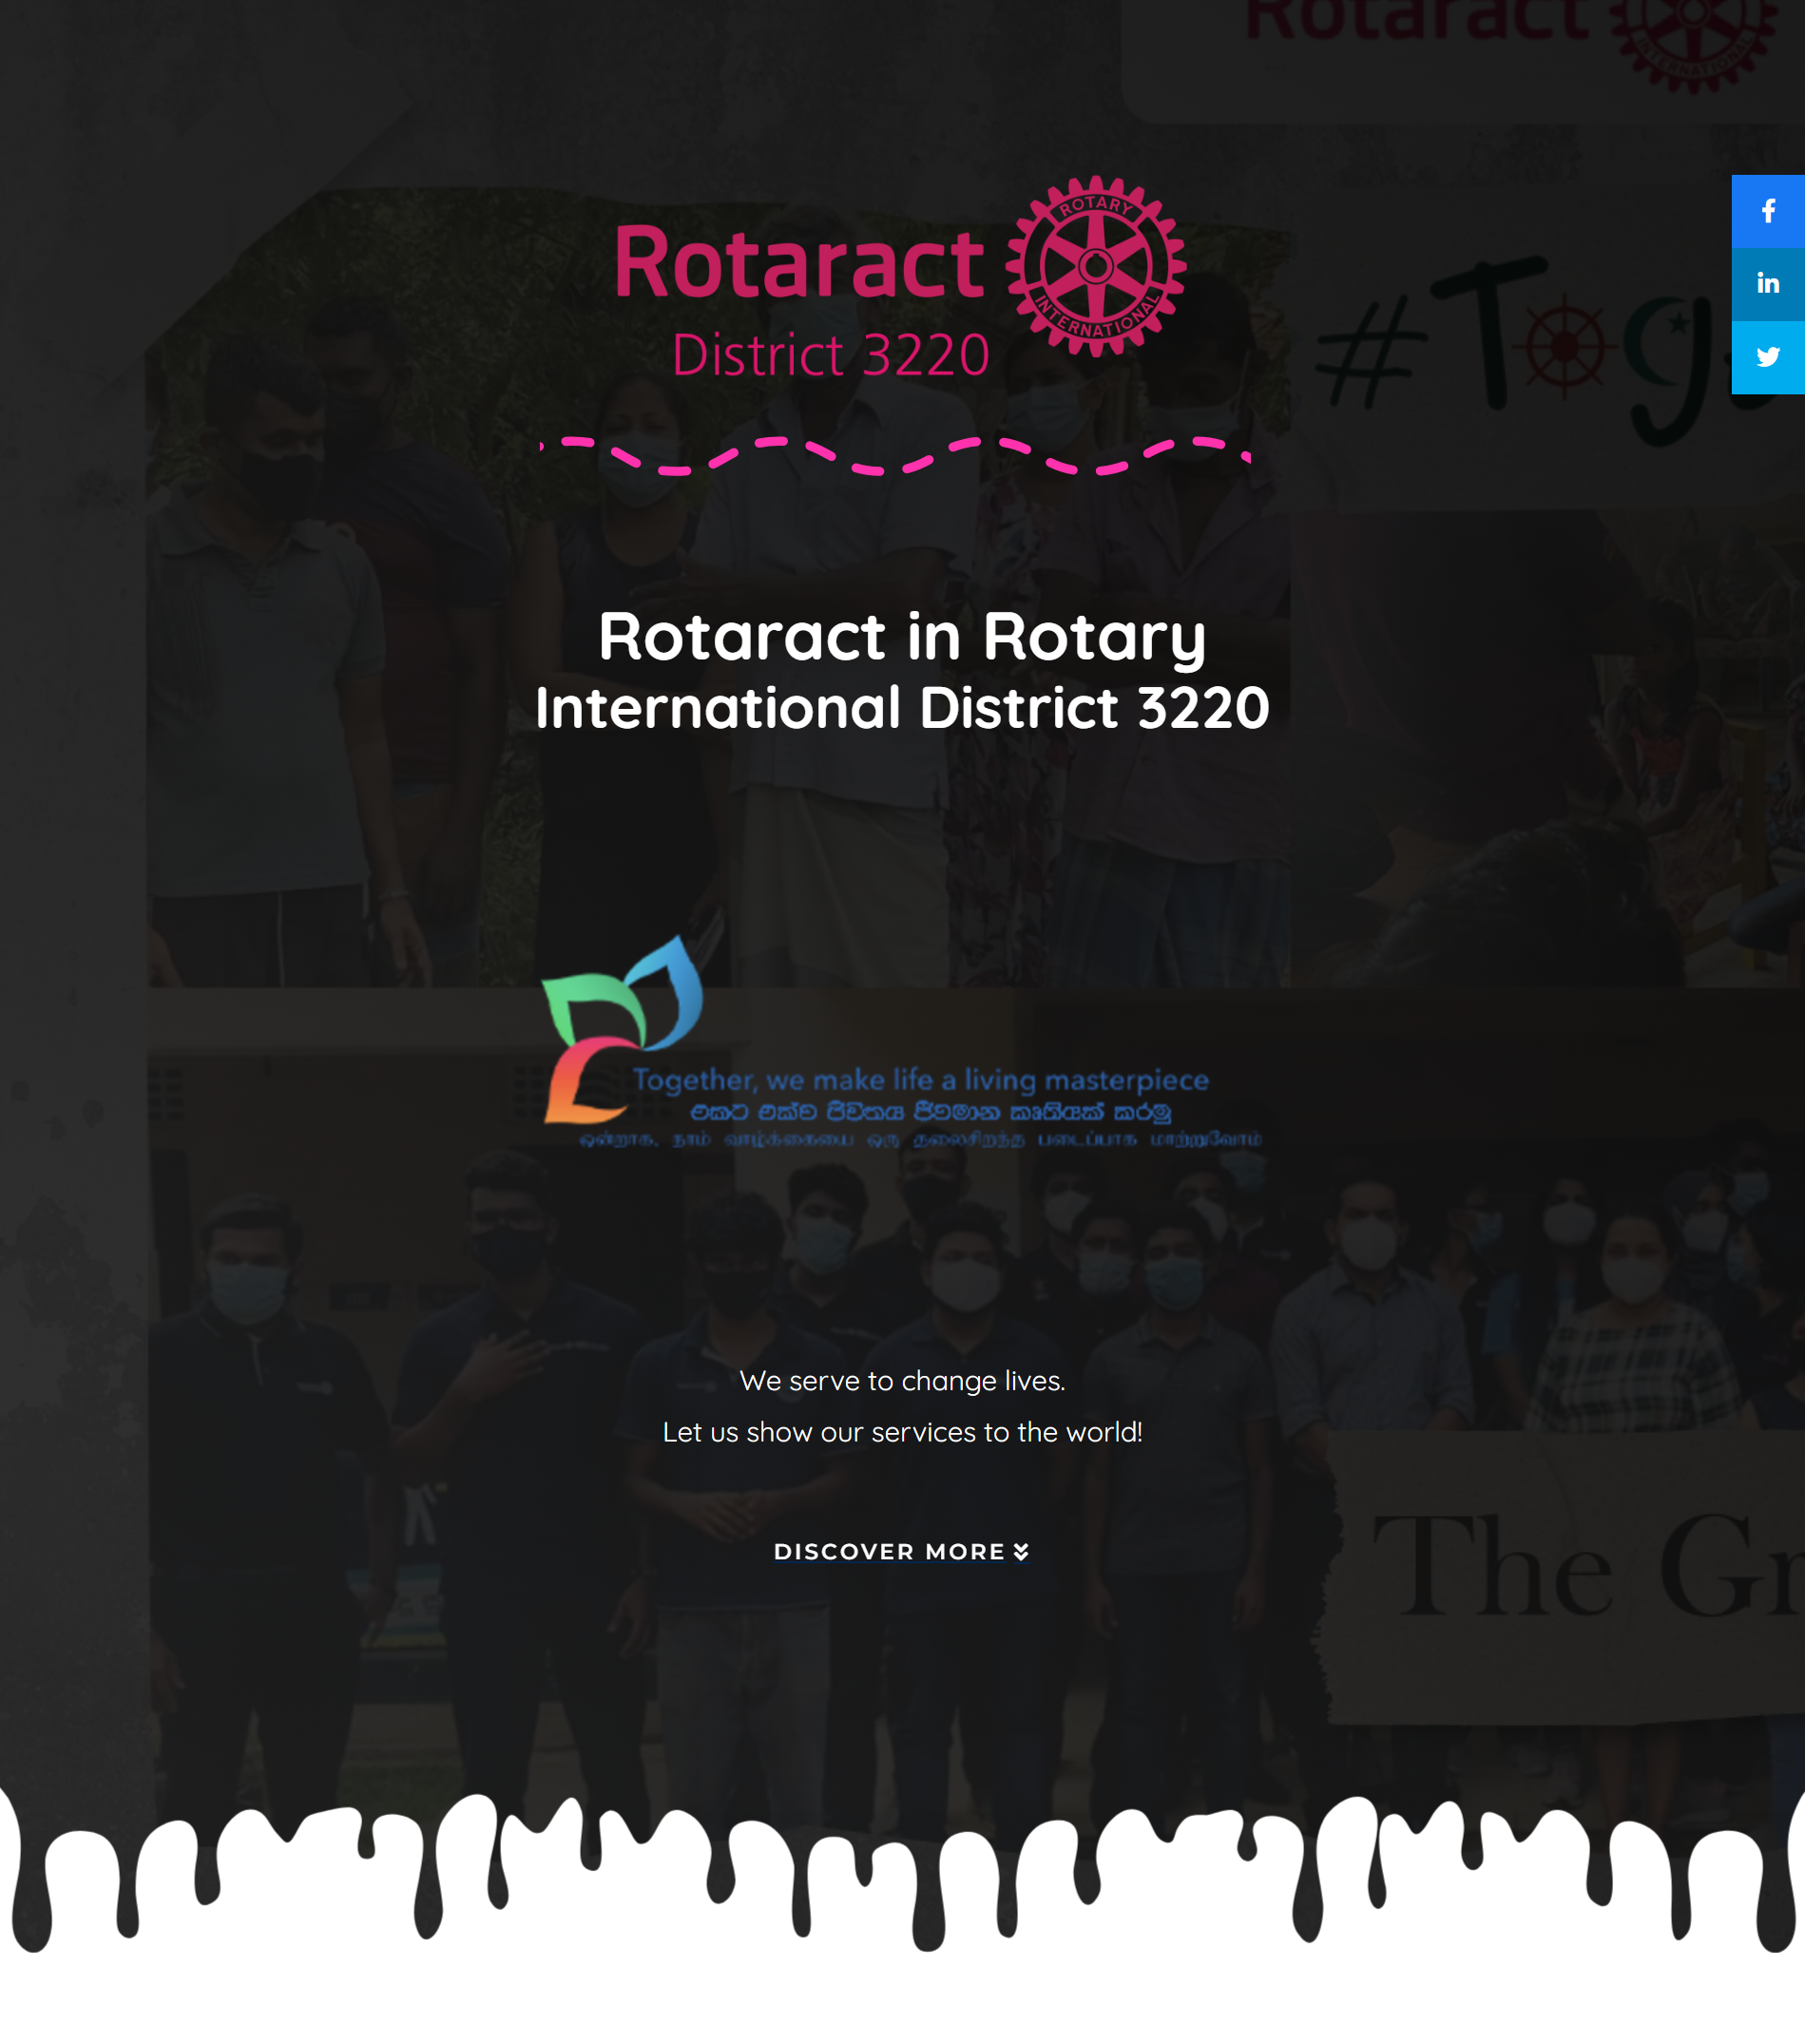 Rotaract
INTERNATIONAL
Rotaract
ROTARY
INTERNATIONAL
District 3220
#Tog
Rotaract in Rotary
International District 3220
Together, we make life a living masterpiece
එකට එක්ව ජීවිතය ජීවමාන කෘතියක් කරමු
ஒன்றாக, நாம் வாழ்க்கையை ஒரு தலைசிறந்த படைப்பாக மாற்றுவோம்
We serve to change lives.
Let us show our services to the world!
DISCOVER MORE
The Gr